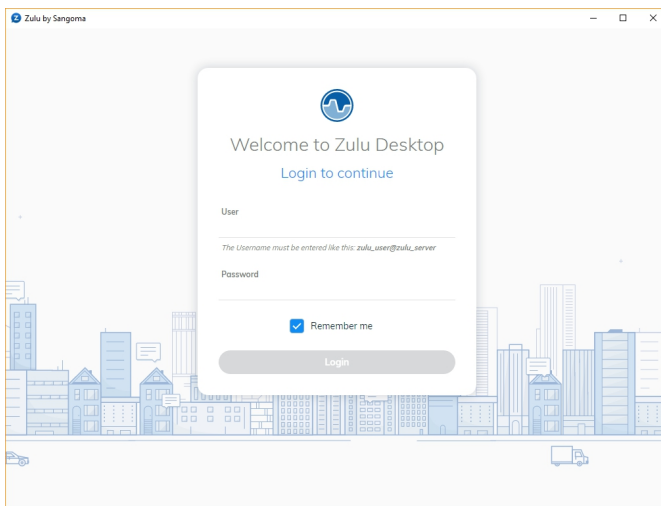 Zulu by Sangoma
Welcome to Zulu Desktop
Login to continue
User
The Username must be entered like this: zulu_user@zulu_server
Password
Remember me
Login